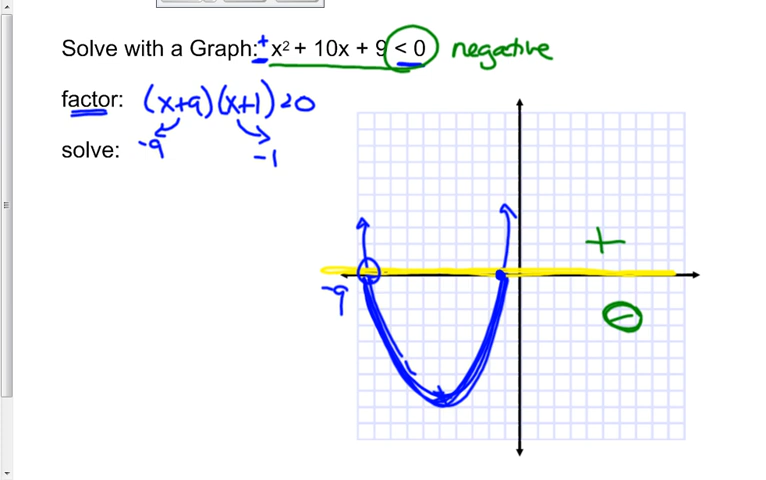 Solve with a Graph: + x² + 10x + 9 < 0 negative
factor: (x+9)(x+1)=0
solve: -9 -1
+
-9
−